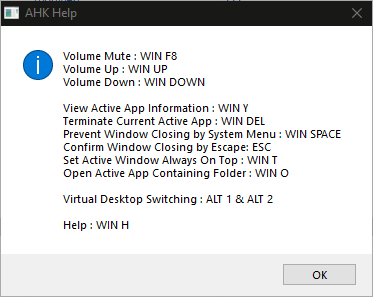 AHK Help
Volume Mute : WIN F8
Volume Up : WIN UP
Volume Down : WIN DOWN
View Active App Information : WIN Y
Terminate Current Active App : WIN DEL
Prevent Window Closing by System Menu : WIN SPACE
Confirm Window Closing by Escape: ESC
Set Active Window Always On Top : WIN T
Open Active App Containing Folder : WIN O
Virtual Desktop Switching : ALT 1 & ALT 2
Help : WIN H
OK